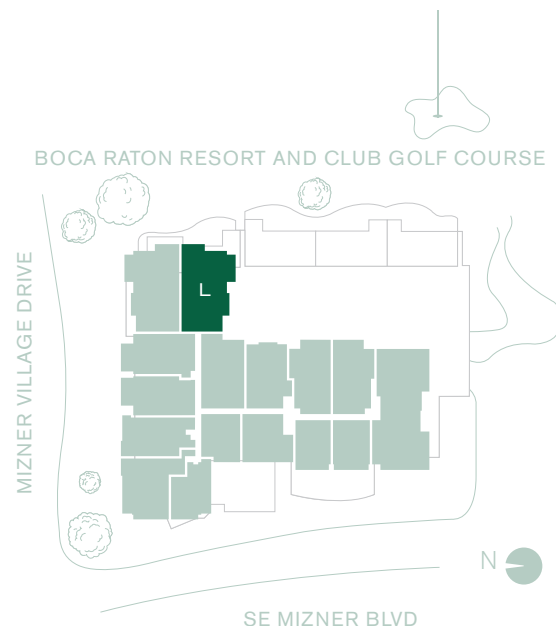 BOCA RATON RESORT AND CLUB GOLF COURSE
MIZNER VILLAGE DRIVE
L
N
SE MIZNER BLVD